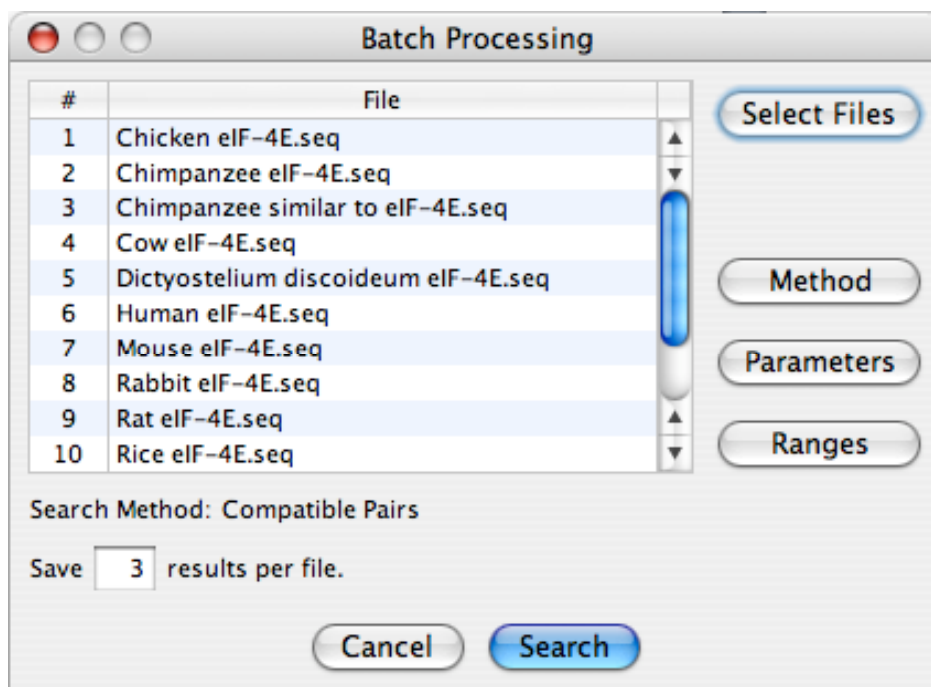 Batch Processing
# File
1 Chicken eIF-4E.seq
2 Chimpanzee eIF-4E.seq
3 Chimpanzee similar to eIF-4E.seq
4 Cow eIF-4E.seq
5 Dictyostelium discoideum eIF-4E.seq
6 Human eIF-4E.seq
7 Mouse eIF-4E.seq
8 Rabbit eIF-4E.seq
9 Rat eIF-4E.seq
10 Rice eIF-4E.seq
Select Files
Method
Parameters
Ranges
Search Method: Compatible Pairs
Save 3 results per file.
Cancel Search